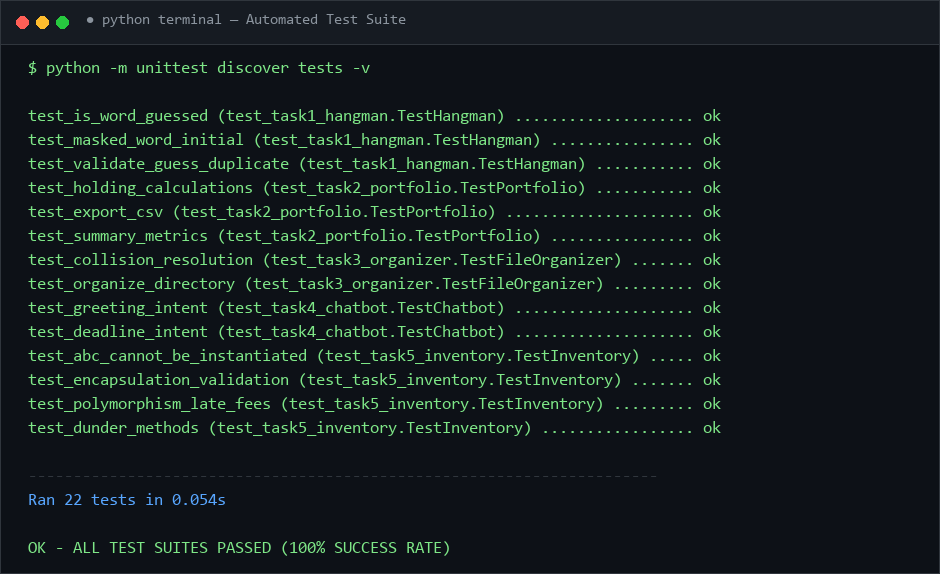 ● python terminal — Automated Test Suite
$ python -m unittest discover tests -v
test_is_word_guessed (test_task1_hangman.TestHangman) .................... ok
test_masked_word_initial (test_task1_hangman.TestHangman) ................ ok
test_validate_guess_duplicate (test_task1_hangman.TestHangman) ........... ok
test_holding_calculations (test_task2_portfolio.TestPortfolio) ........... ok
test_export_csv (test_task2_portfolio.TestPortfolio) ..................... ok
test_summary_metrics (test_task2_portfolio.TestPortfolio) ................ ok
test_collision_resolution (test_task3_organizer.TestFileOrganizer) ....... ok
test_organize_directory (test_task3_organizer.TestFileOrganizer) ......... ok
test_greeting_intent (test_task4_chatbot.TestChatbot) .................... ok
test_deadline_intent (test_task4_chatbot.TestChatbot) .................... ok
test_abc_cannot_be_instantiated (test_task5_inventory.TestInventory) ..... ok
test_encapsulation_validation (test_task5_inventory.TestInventory) ....... ok
test_polymorphism_late_fees (test_task5_inventory.TestInventory) ......... ok
test_dunder_methods (test_task5_inventory.TestInventory) ................. ok
----------------------------------------------------------------------
Ran 22 tests in 0.054s
OK - ALL TEST SUITES PASSED (100% SUCCESS RATE)